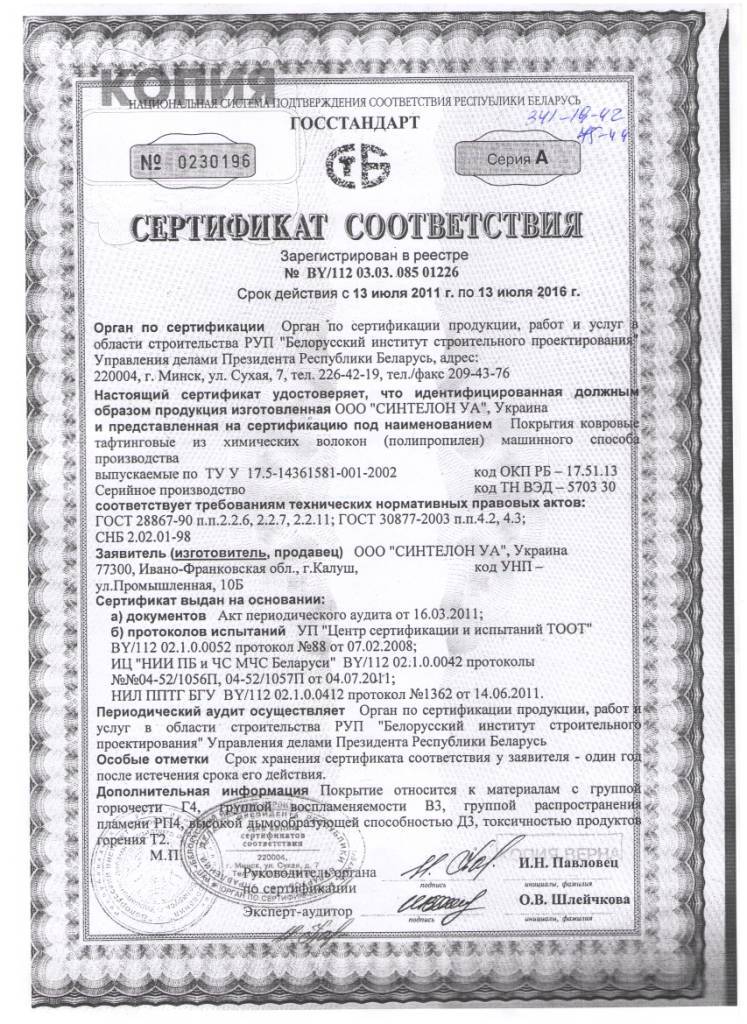 КОПИЯ
НАЦИОНАЛЬНАЯ СИСТЕМА ПОДТВЕРЖДЕНИЯ СООТВЕТСТВИЯ РЕСПУБЛИКИ БЕЛАРУСЬ
ГОССТАНДАРТ
№ 0230196
Серия А
СЕРТИФИКАТ СООТВЕТСТВИЯ
Зарегистрирован в реестре
№ BY/112 03.03. 085 01226
Срок действия с 13 июля 2011 г. по 13 июля 2016 г.
Орган по сертификации Орган по сертификации продукции, работ и услуг в
области строительства РУП "Белорусский институт строительного проектирования"
Управления делами Президента Республики Беларусь, адрес:
220004, г. Минск, ул. Сухая, 7, тел. 226-42-19, тел./факс 209-43-76
Настоящий сертификат удостоверяет, что идентифицированная должным
образом продукция изготовленная ООО "СИНТЕЛОН УА", Украина
и представленная на сертификацию под наименованием Покрытия ковровые
тафтинговые из химических волокон (полипропилен) машинного способа
производства
выпускаемые по ТУ У 17.5-14361581-001-2002 код ОКП РБ – 17.51.13
Серийное производство код ТН ВЭД – 5703 30
соответствует требованиям технических нормативных правовых актов:
ГОСТ 28867-90 п.п.2.2.6, 2.2.7, 2.2.11; ГОСТ 30877-2003 п.п.4.2, 4.3;
СНБ 2.02.01-98
Заявитель (изготовитель, продавец) ООО "СИНТЕЛОН УА", Украина
77300, Ивано-Франковская обл., г.Калуш, код УНП –
ул.Промышленная, 10Б
Сертификат выдан на основании:
а) документов Акт периодического аудита от 16.03.2011;
б) протоколов испытаний УП "Центр сертификации и испытаний ТООТ"
BY/112 02.1.0.0052 протокол №88 от 07.02.2008;
ИЦ "НИИ ПБ и ЧС МЧС Беларуси" BY/112 02.1.0.0042 протоколы
№№04-52/1056П, 04-52/1057П от 04.07.2011;
НИЛ ППТГ БГУ BY/112 02.1.0.0412 протокол №1362 от 14.06.2011.
Периодический аудит осуществляет Орган по сертификации продукции, работ и
услуг в области строительства РУП "Белорусский институт строительного
проектирования" Управления делами Президента Республики Беларусь
Особые отметки Срок хранения сертификата соответствия у заявителя - один год
после истечения срока его действия.
Дополнительная информация Покрытие относится к материалам с группой
горючести Г4, группой воспламеняемости В3, группой распространения
пламени РП4, высокой дымообразующей способностью Д3, токсичностью продуктов
горения Т2.
М.П.
сертификатов
соответствия
220004,
г. Минск, ул. Сухая, д. 7
КОПИЯ ВЕРНА
Руководитель органа
по сертификации
И.Н. Павловец
подпись
инициалы, фамилия
Эксперт-аудитор
О.В. Шлейчкова
подпись
инициалы, фамилия